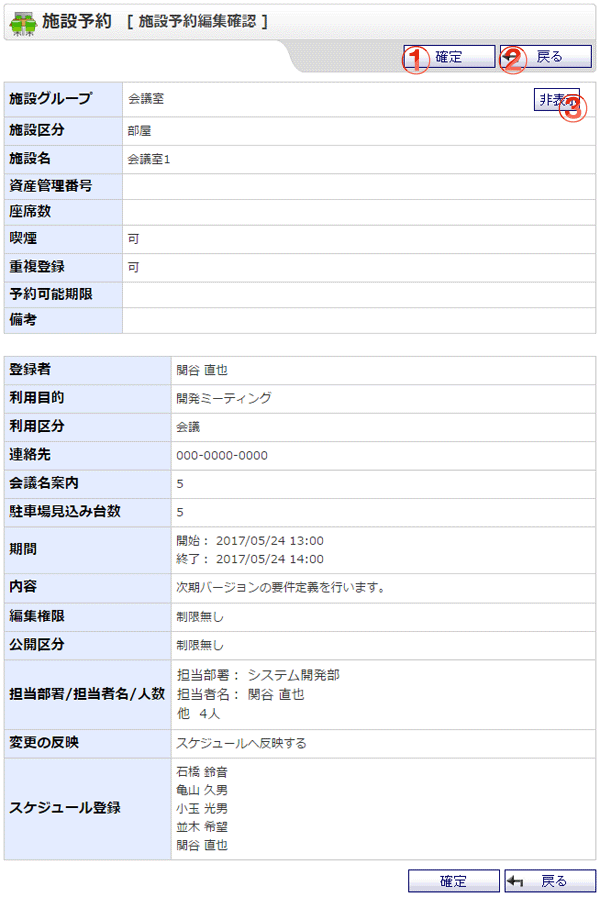 施設予約 [ 施設予約編集確認 ]
① 確定 ② 戻る
施設グループ 会議室 非表示 ③
施設区分 部屋
施設名 会議室1
資産管理番号
座席数
喫煙 可
重複登録 可
予約可能期限
備考
登録者 関谷 直也
利用目的 開発ミーティング
利用区分 会議
連絡先 000-0000-0000
会議名案内 5
駐車場見込み台数 5
期間 開始： 2017/05/24 13:00
終了： 2017/05/24 14:00
内容 次期バージョンの要件定義を行います。
編集権限 制限無し
公開区分 制限無し
担当部署/担当者名/人数 担当部署： システム開発部
担当者名： 関谷 直也
他 4人
変更の反映 スケジュールへ反映する
スケジュール登録 石橋 鈴音
亀山 久男
小玉 光男
並木 希望
関谷 直也
確定 戻る